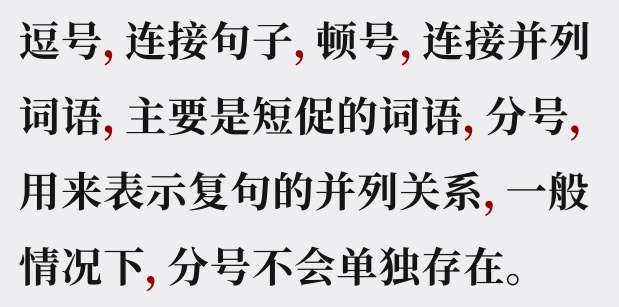 逗号, 连接句子, 顿号, 连接并列
词语, 主要是短促的词语, 分号,
用来表示复句的并列关系, 一般
情况下, 分号不会单独存在。